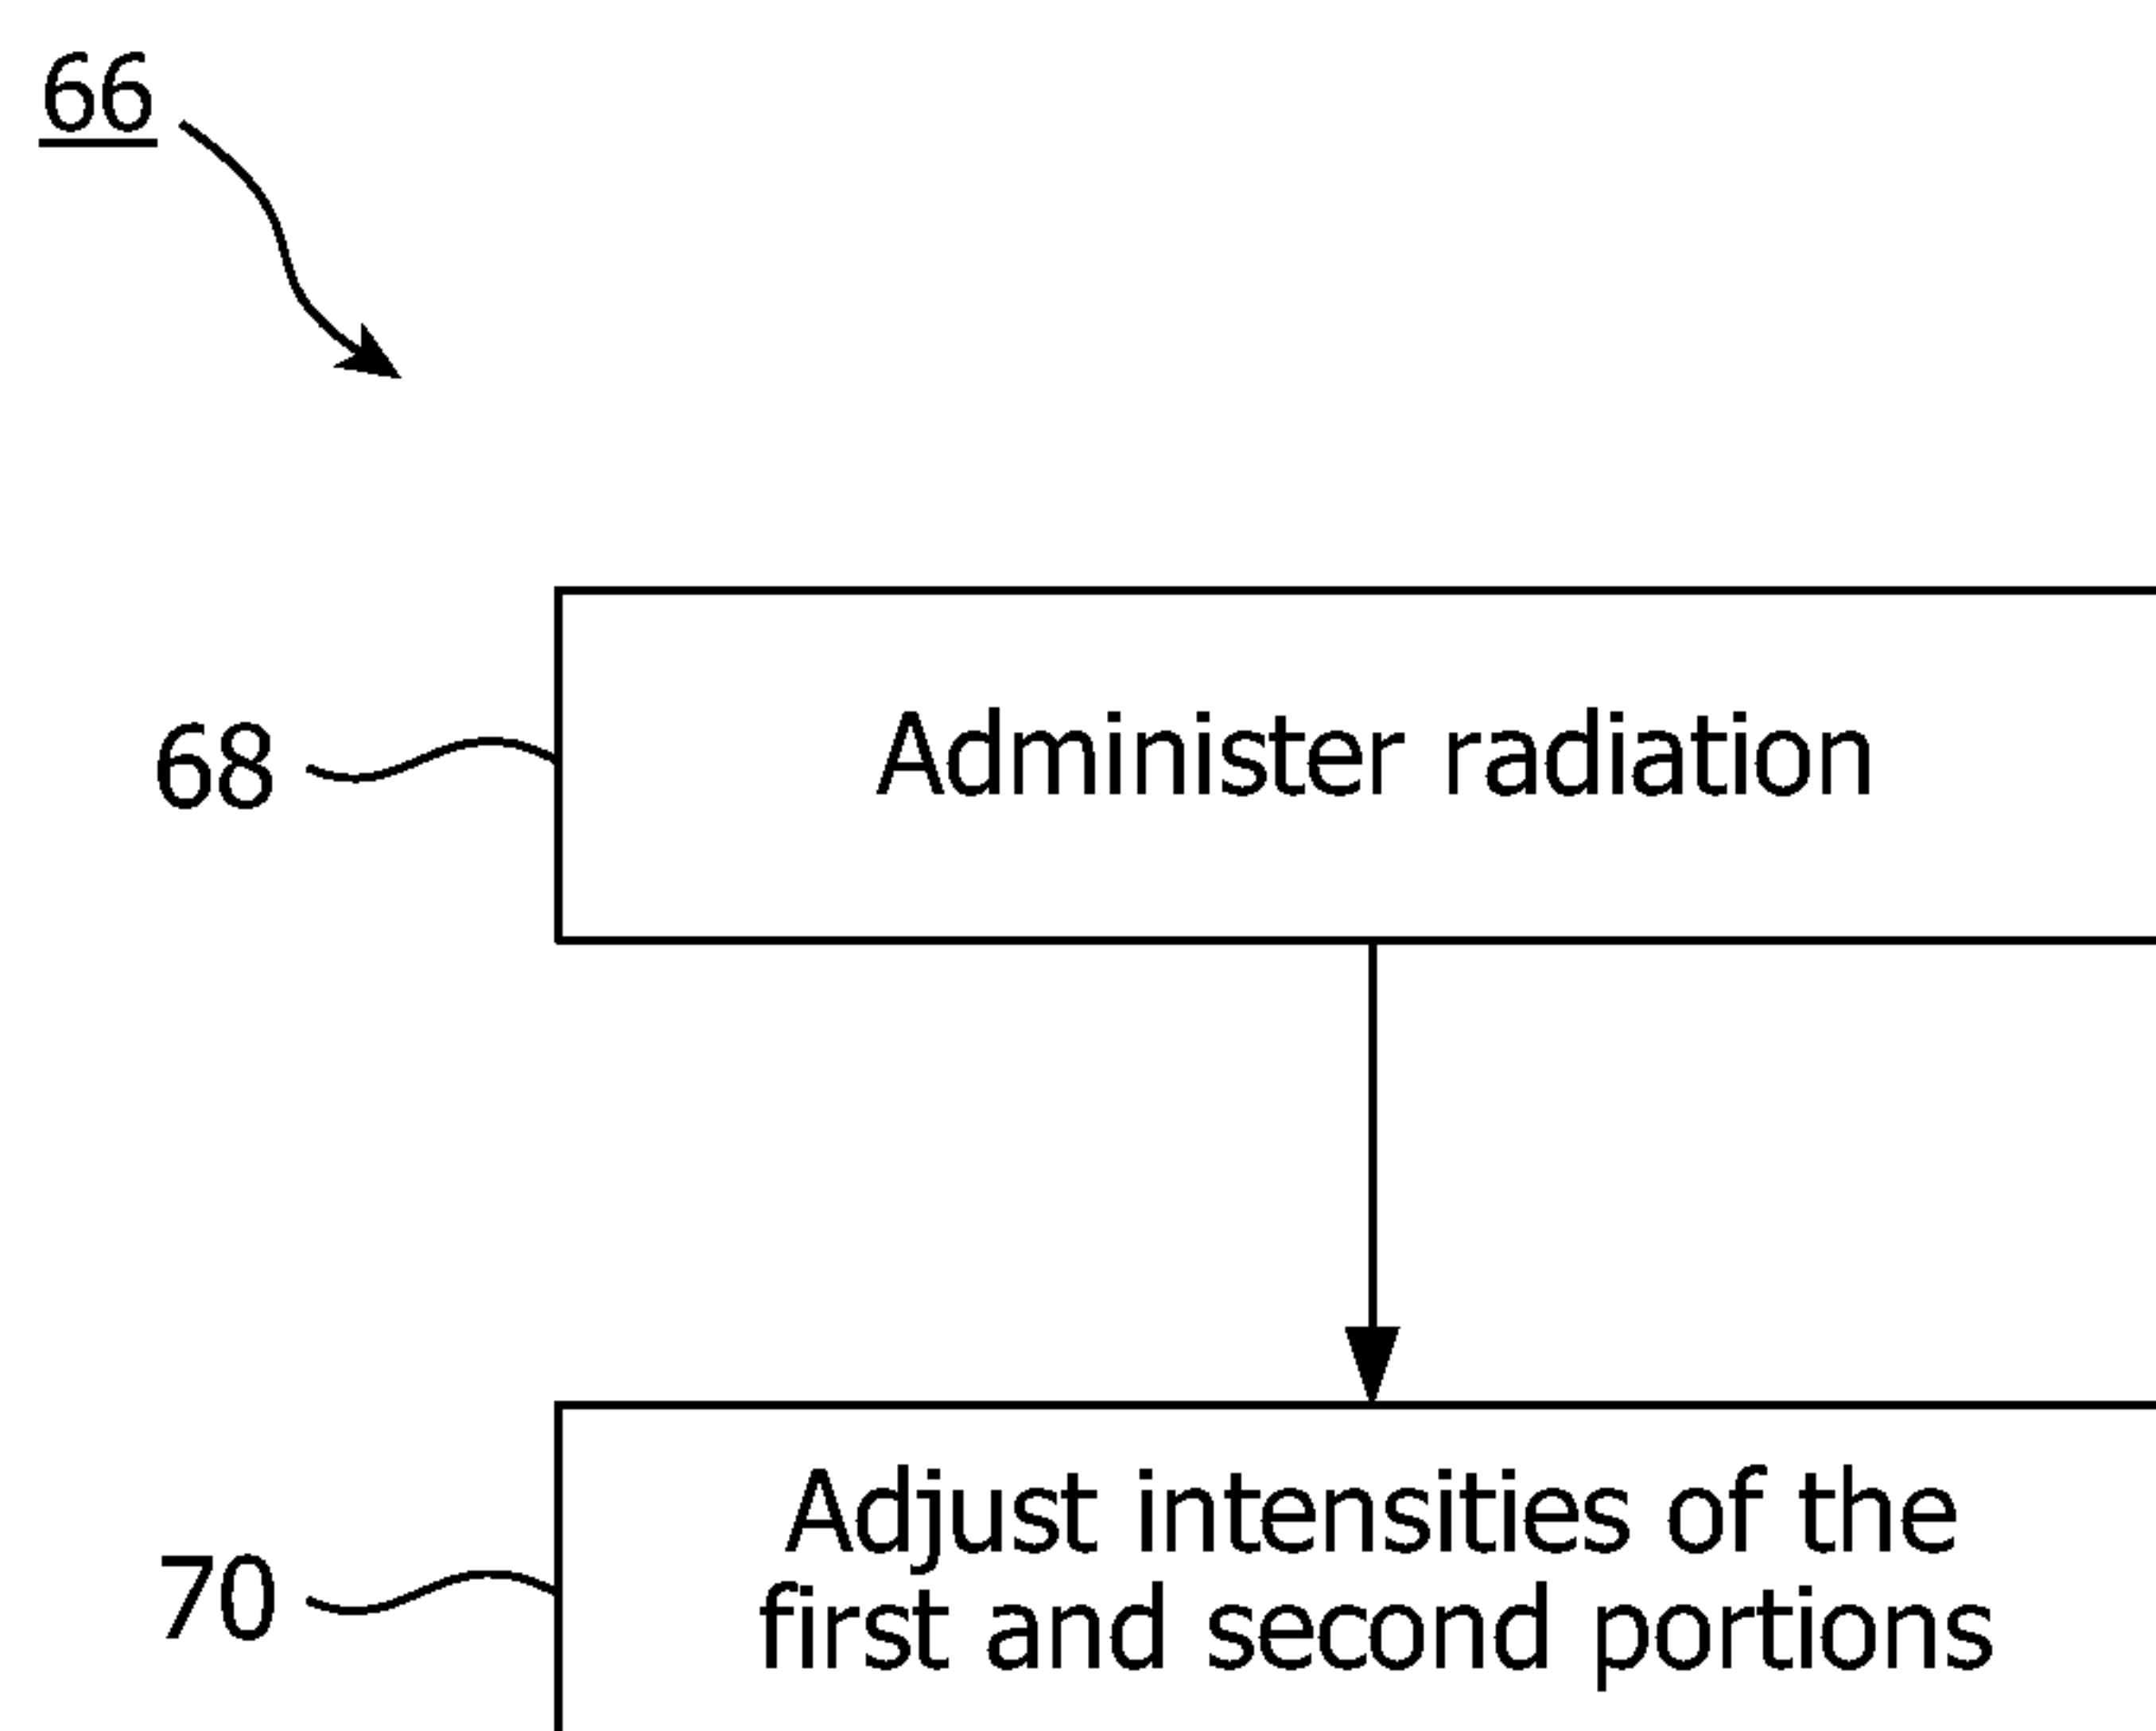 66
68
Administer radiation
70
Adjust intensities of the
first and second portions